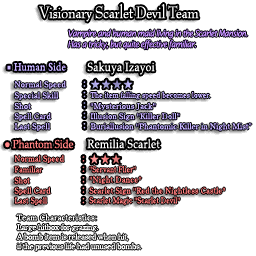 Visionary Scarlet Devil Team
Vampire and human maid living in the Scarlet Mansion.
Has a tricky, but quite effective familiar.
Human Side Sakuya Izayoi
Normal Speed : ★★★★
Special Skill : The item falling speed becomes lower.
Shot : "Mysterious Jack"
Spell Card : Illusion Sign "Killer Doll"
Last Spell : "Phantomic Killer in Night Mist"
Phantom Side Remilia Scarlet
Normal Speed : ★★★
Familiar : "Servant Flier"
Shot : "Night Dance"
Spell Card : Scarlet Sign "Red the Nightless Castle"
Last Spell : Scarlet Magic "Scarlet Devil"
Team Characteristics:
Large hitbox for grazing.
A bomb item is released when hit,
if the previous life had unused bombs.